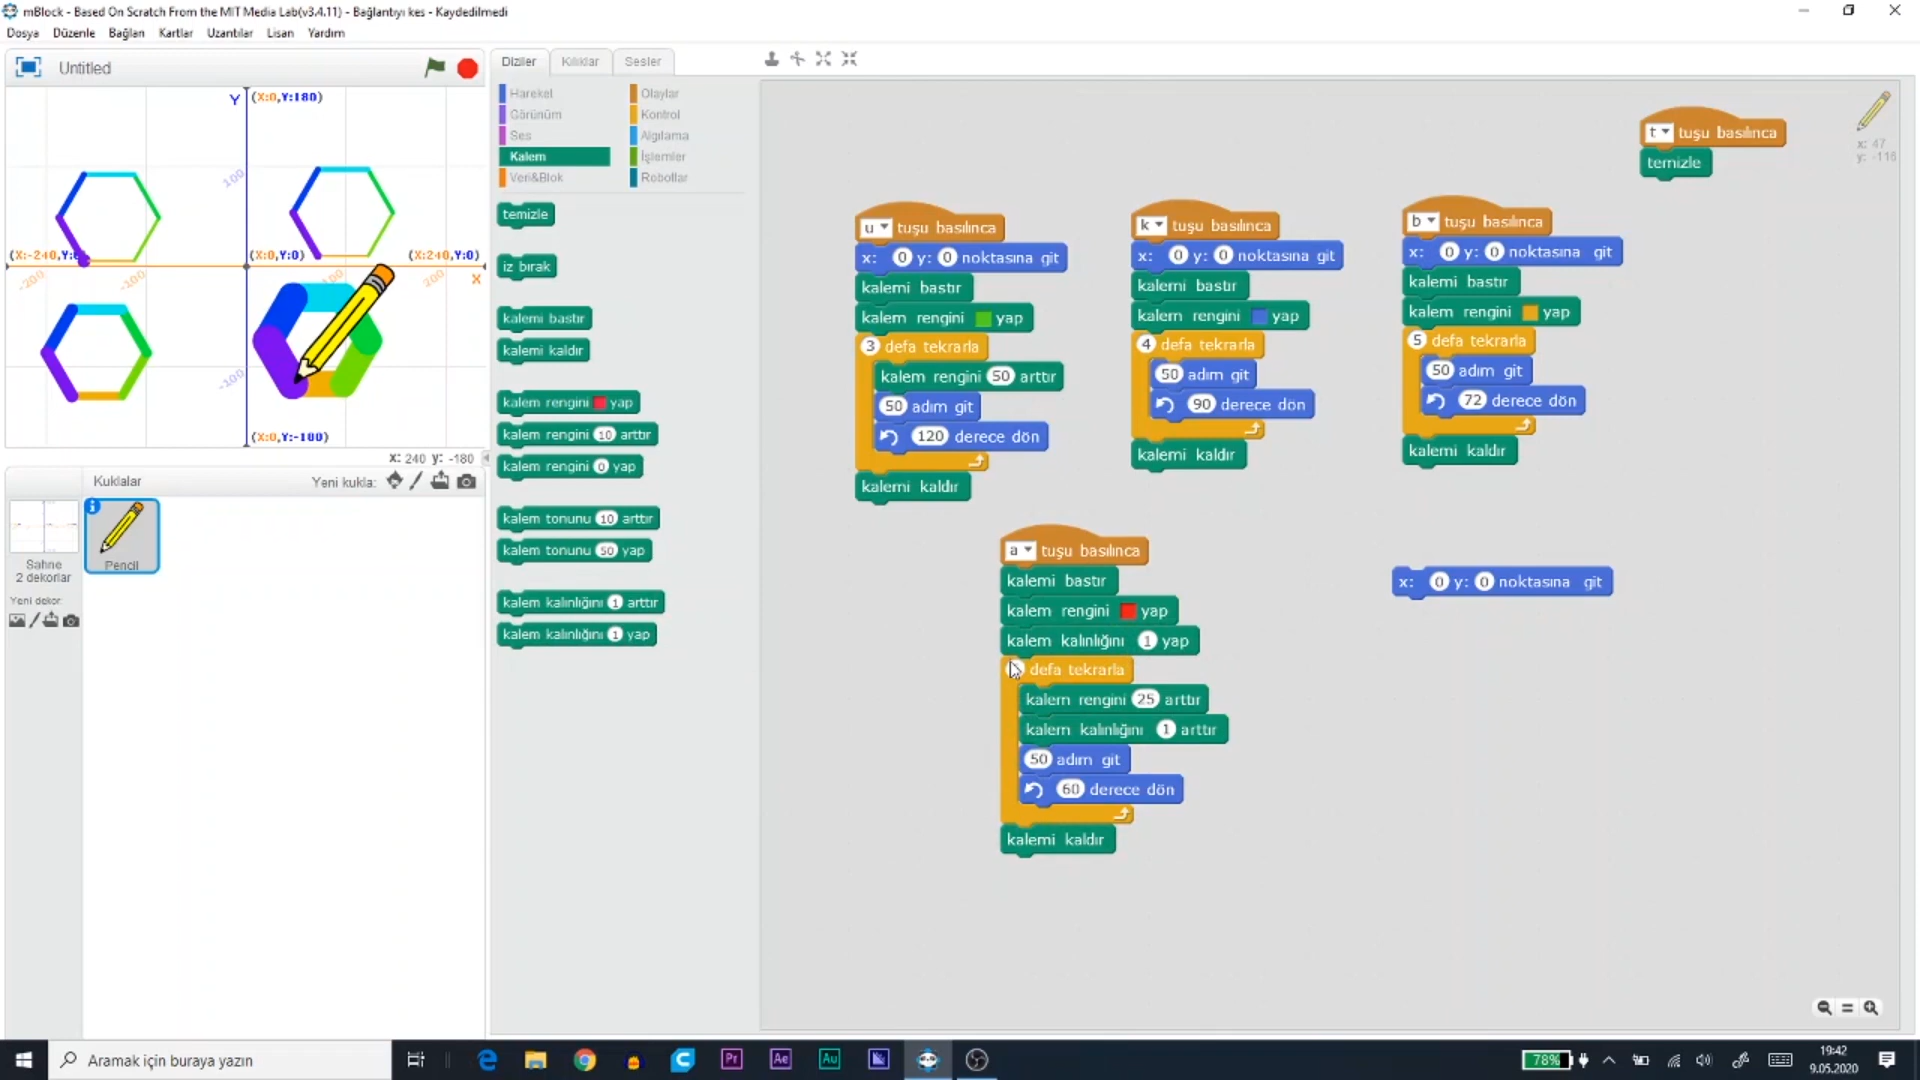 mBlock - Based On Scratch From the MIT Media Lab(v3.4.11) - Bağlantıyı kes - Kaydedilmedi
Dosya Düzenle Bağlan Kartlar Uzantılar Lisan Yardım
Untitled
Diziler Kılıklar Sesler
Y (X:0,Y:180)
100
(X:0,Y:0)
(X:240,Y:0)
-200 -100 200 X
-100
(X:0,Y:-180)
X: 240 y: -180
Kuklalar Yeni kukla:
Sahne
2 dekorlar
Yeni dekor:
Pencil
Hareket Olaylar
Görünüm Kontrol
Ses Algılama
Kalem İşlemler
Veri&Blok Robotlar
temizle
iz bırak
kalemi bastır
kalemi kaldır
kalem rengini yap
kalem rengini 10 arttır
kalem rengini 0 yap
kalem tonunu 10 arttır
kalem tonunu 50 yap
kalem kalınlığını 1 arttır
kalem kalınlığını 1 yap
t tuşu basılınca
temizle
x: 47
y: -116
u tuşu basılınca
x: 0 y: 0 noktasına git
kalemi bastır
kalem rengini yap
3 defa tekrarla
kalem rengini 50 arttır
50 adım git
120 derece dön
kalemi kaldır
k tuşu basılınca
x: 0 y: 0 noktasına git
kalemi bastır
kalem rengini yap
4 defa tekrarla
50 adım git
90 derece dön
kalemi kaldır
b tuşu basılınca
x: 0 y: 0 noktasına git
kalemi bastır
kalem rengini yap
5 defa tekrarla
50 adım git
72 derece dön
kalemi kaldır
a tuşu basılınca
kalemi bastır
kalem rengini yap
kalem kalınlığını 1 yap
defa tekrarla
kalem rengini 25 arttır
kalem kalınlığını 1 arttır
50 adım git
60 derece dön
kalemi kaldır
x: 0 y: 0 noktasına git
Aramak için buraya yazın
Pr Ae Au
78%
19:42
9.05.2020